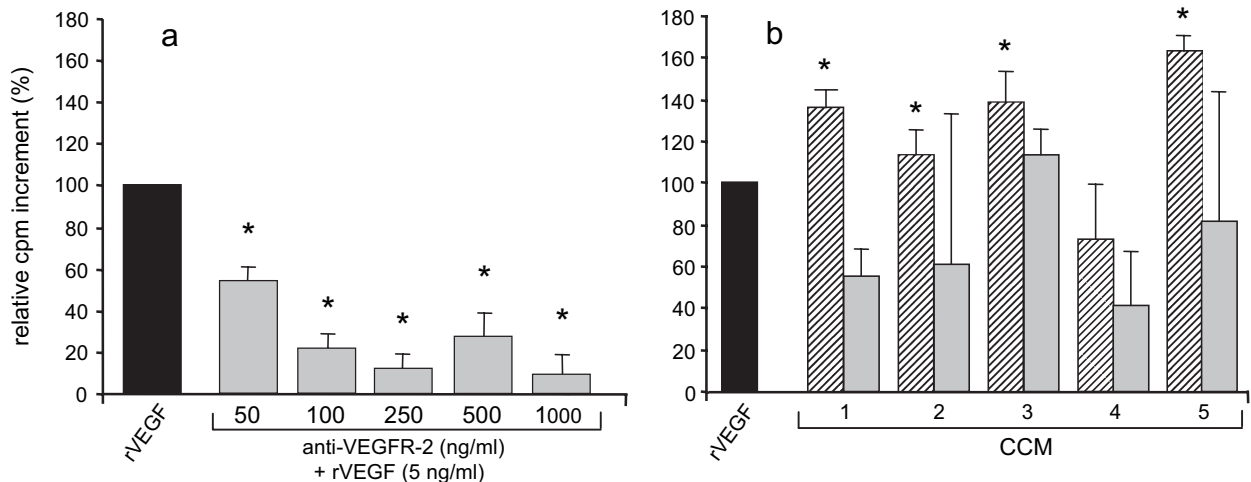 a
180
160
140
120
100
80
60
40
20
0
relative cpm increment (%)
*
*
*
*
*
rVEGF
50 100 250 500 1000
anti-VEGFR-2 (ng/ml)
+ rVEGF (5 ng/ml)
b
180
160
140
120
100
80
60
40
20
0
*
*
*
*
rVEGF
1 2 3 4 5
CCM